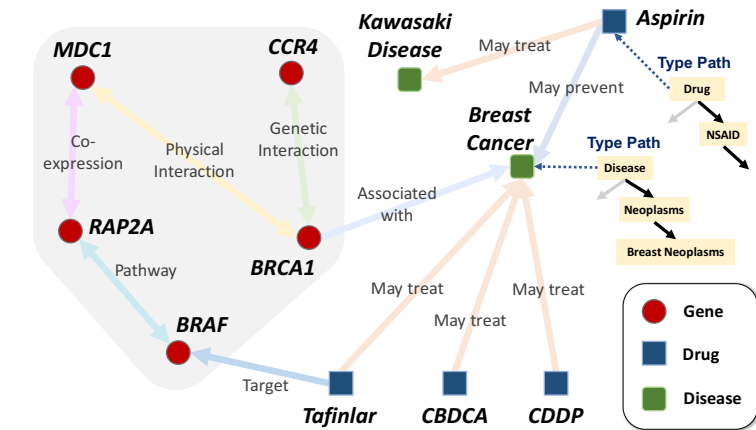 Kawasaki
Disease
Aspirin
MDC1
CCR4
May treat
Type Path
Drug
May prevent
NSAID
Breast
Cancer
Co-
expression
Physical
Interaction
Genetic
Interaction
Type Path
Disease
Associated
with
Neoplasms
RAP2A
Breast Neoplasms
BRCA1
Pathway
May treat
May treat
May treat
BRAF
Target
Tafinlar
CBDCA
CDDP
Gene
Drug
Disease